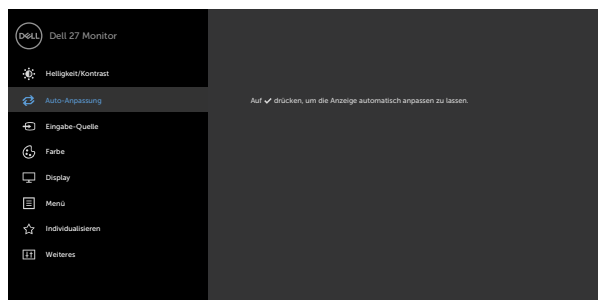 DELL
Dell 27 Monitor
Helligkeit/Kontrast
Auto-Anpassung
Auf ✓ drücken, um die Anzeige automatisch anpassen zu lassen.
Eingabe-Quelle
Farbe
Display
Menü
Individualisieren
Weiteres